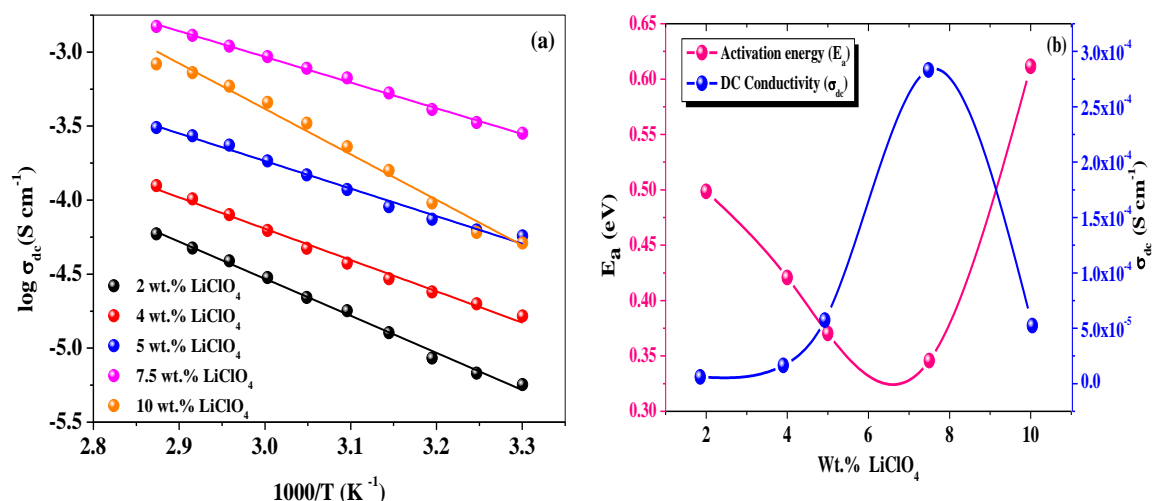 (a)
-3.0
-3.5
-4.0
-4.5
-5.0
-5.5
log σdc(S cm⁻¹)
2 wt.% LiClO₄
4 wt.% LiClO₄
5 wt.% LiClO₄
7.5 wt.% LiClO₄
10 wt.% LiClO₄
2.8 2.9 3.0 3.1 3.2 3.3
1000/T (K⁻¹)
(b)
Activation energy (Ea)
DC Conductivity (σdc)
0.65
0.60
0.55
0.50
0.45
0.40
0.35
0.30
Ea (eV)
3.0x10⁻⁴
2.5x10⁻⁴
2.0x10⁻⁴
1.5x10⁻⁴
1.0x10⁻⁴
5.0x10⁻⁵
0.0
σdc (S cm⁻¹)
2 4 6 8 10
Wt.% LiClO₄